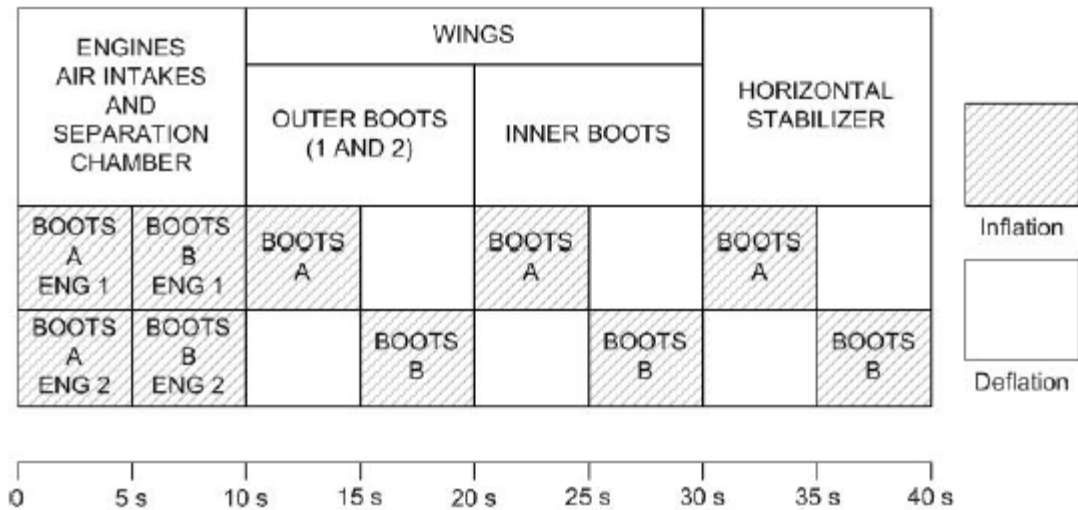 ENGINES
AIR INTAKES
AND
SEPARATION
CHAMBER
WINGS
OUTER BOOTS
(1 AND 2)
INNER BOOTS
HORIZONTAL
STABILIZER
BOOTS
A
ENG 1
BOOTS
B
ENG 1
BOOTS
A
BOOTS
A
BOOTS
A
BOOTS
A
ENG 2
BOOTS
B
ENG 2
BOOTS
B
BOOTS
B
BOOTS
B
Inflation
Deflation
0 5 s 10 s 15 s 20 s 25 s 30 s 35 s 40 s